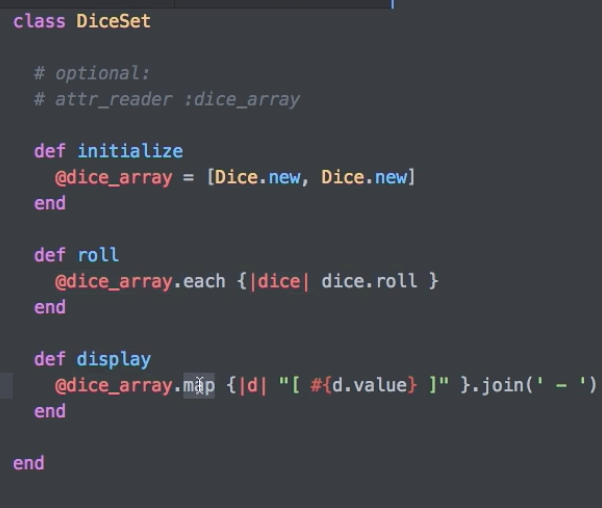 class DiceSet
# optional:
# attr_reader :dice_array
def initialize
@dice_array = [Dice.new, Dice.new]
end
def roll
@dice_array.each {|dice| dice.roll }
end
def display
@dice_array.map {|d| "[ #{d.value} ]" }.join(' - ')
end
end